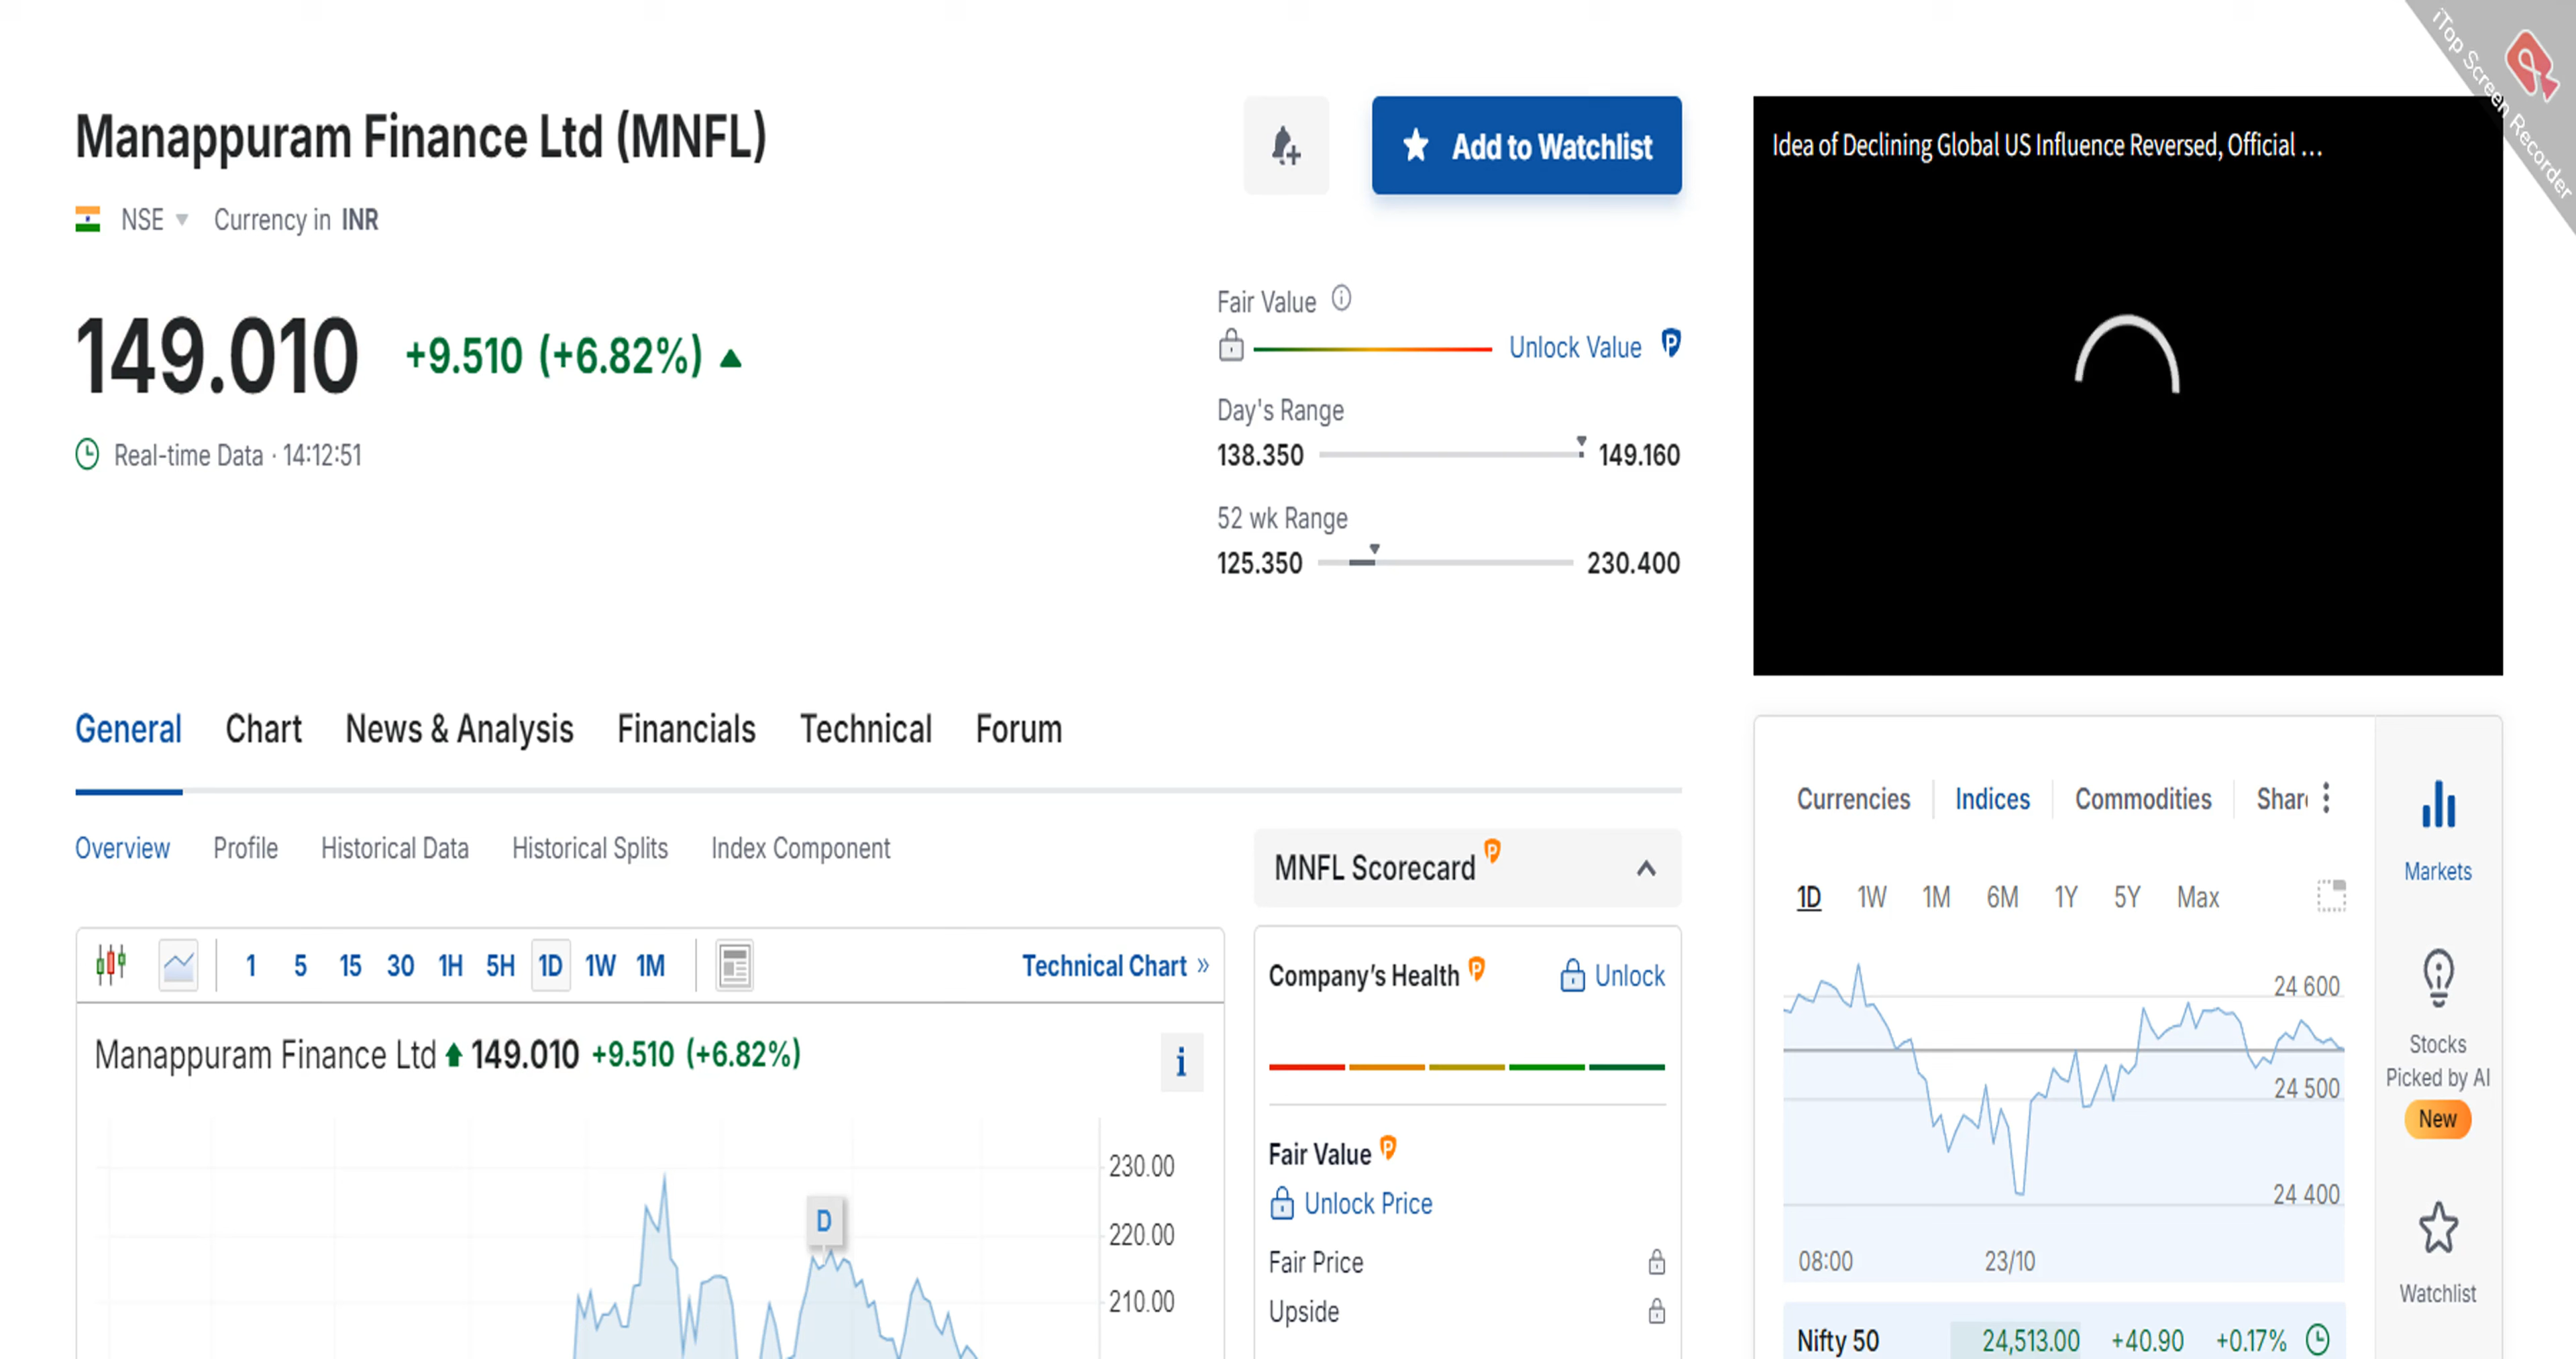 iTop Screen Recorder
Manappuram Finance Ltd (MNFL)
Add to Watchlist
NSE Currency in INR
149.010 +9.510 (+6.82%)
Real-time Data · 14:12:51
Fair Value
Unlock Value
Day's Range
138.350 149.160
52 wk Range
125.350 230.400
Idea of Declining Global US Influence Reversed, Official ...
General Chart News & Analysis Financials Technical Forum
Overview Profile Historical Data Historical Splits Index Component
1 5 15 30 1H 5H 1D 1W 1M Technical Chart »
Manappuram Finance Ltd 149.010 +9.510 (+6.82%)
i
D
230.00
220.00
210.00
MNFL Scorecard P
Company's Health P Unlock
Fair Value P
Unlock Price
Fair Price
Upside
Currencies Indices Commodities
1D 1W 1M 6M 1Y 5Y Max
24 600
24 500
24 400
08:00 23/10
Nifty 50 24,513.00 +40.90 +0.17%
Markets
Stocks
Picked by AI
New
Watchlist